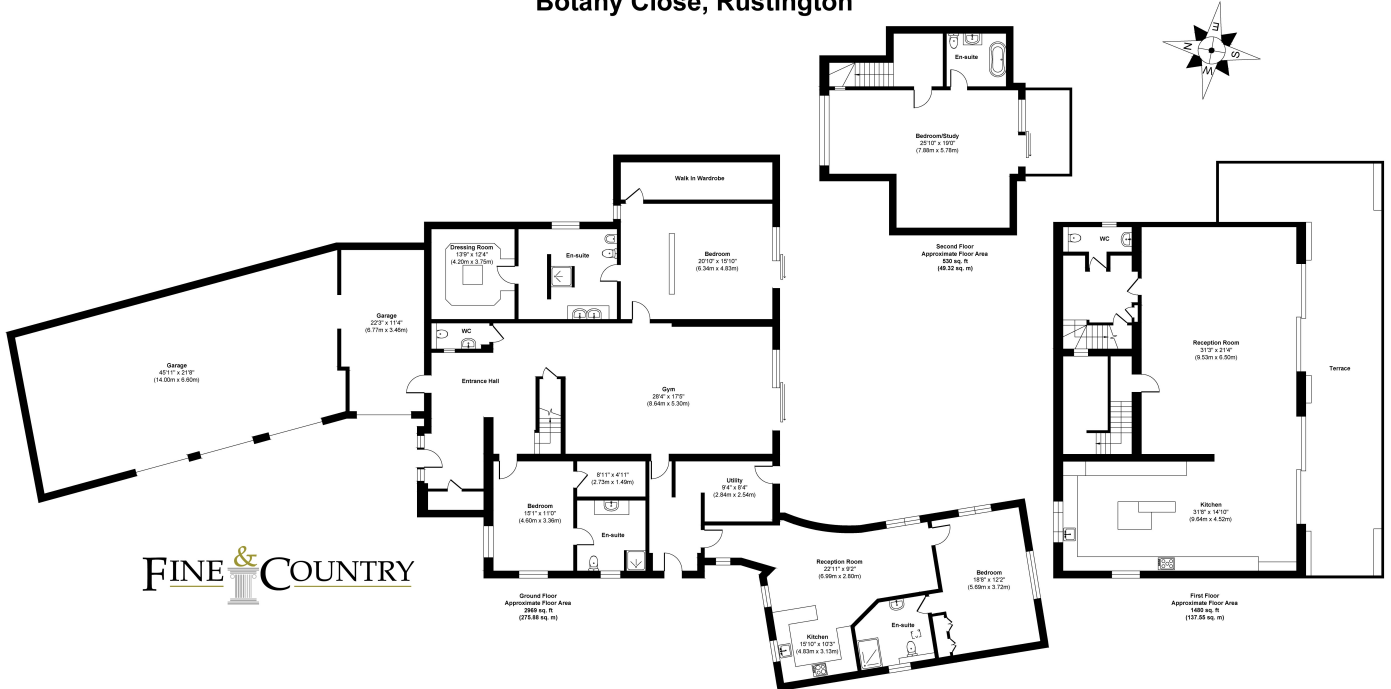 Botany Close, Rustington
E
N
S
W
En-suite
Bedroom/Study
25'10" x 19'0"
(7.88m x 5.78m)
Second Floor
Approximate Floor Area
530 sq. ft
(49.32 sq. m)
Walk In Wardrobe
Dressing Room
13'9" x 12'4"
(4.20m x 3.75m)
En-suite
Bedroom
20'10" x 15'10"
(6.34m x 4.83m)
Garage
22'3" x 11'4"
(6.77m x 3.46m)
WC
Garage
45'11" x 21'8"
(14.00m x 6.60m)
Entrance Hall
Gym
28'4" x 17'5"
(8.64m x 5.30m)
8'11" x 4'11"
(2.73m x 1.49m)
Utility
9'4" x 8'4"
(2.84m x 2.54m)
Bedroom
15'1" x 11'0"
(4.60m x 3.36m)
En-suite
Ground Floor
Approximate Floor Area
2969 sq. ft
(275.88 sq. m)
Reception Room
22'11" x 9'2"
(6.99m x 2.80m)
Bedroom
18'8" x 12'2"
(5.69m x 3.72m)
En-suite
Kitchen
15'10" x 10'3"
(4.83m x 3.13m)
WC
Reception Room
31'3" x 21'4"
(9.53m x 6.50m)
Terrace
Kitchen
31'8" x 14'10"
(9.64m x 4.52m)
First Floor
Approximate Floor Area
1480 sq. ft
(137.55 sq. m)
FINE & COUNTRY